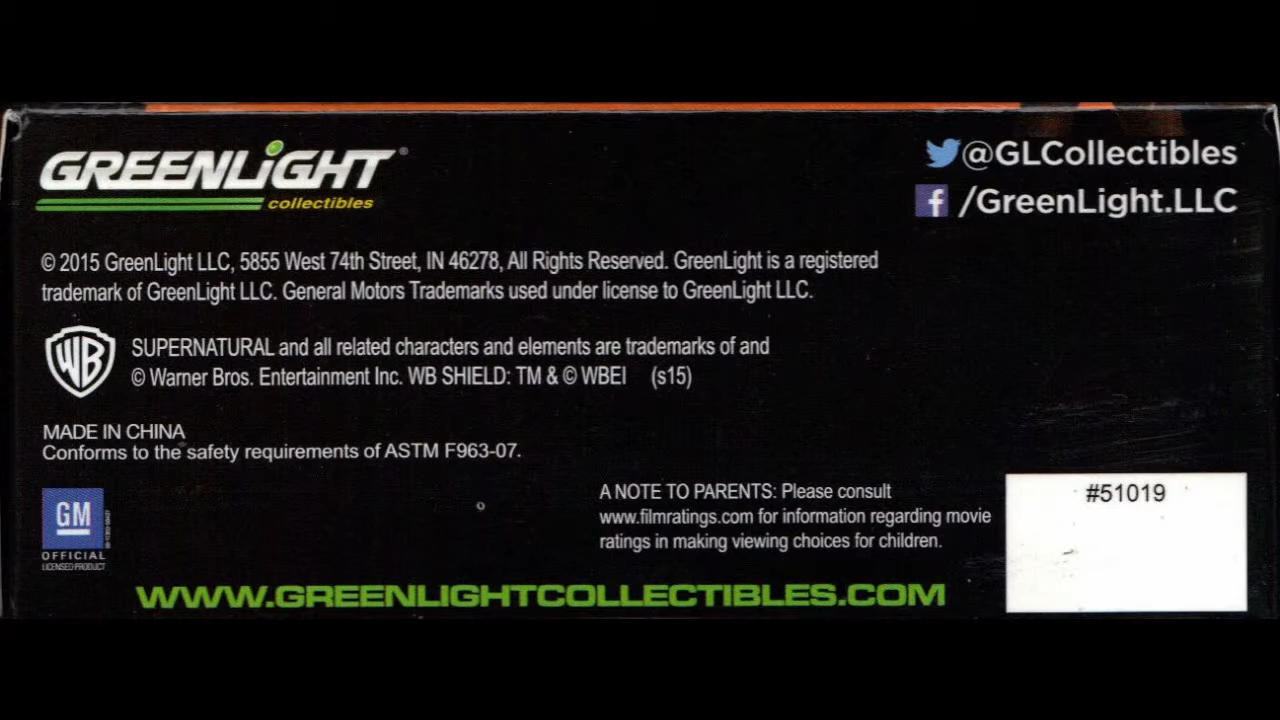 GREENLiGHT®
collectibles
@GLCollectibles
f /GreenLight.LLC
© 2015 GreenLight LLC, 5855 West 74th Street, IN 46278, All Rights Reserved. GreenLight is a registered
trademark of GreenLight LLC. General Motors Trademarks used under license to GreenLight LLC.
WB
SUPERNATURAL and all related characters and elements are trademarks of and
© Warner Bros. Entertainment Inc. WB SHIELD: TM & © WBEI (s15)
MADE IN CHINA
Conforms to the safety requirements of ASTM F963-07.
GM
OFFICIAL
LICENSED PRODUCT
A NOTE TO PARENTS: Please consult
www.filmratings.com for information regarding movie
ratings in making viewing choices for children.
#51019
WWW.GREENLIGHTCOLLECTIBLES.COM